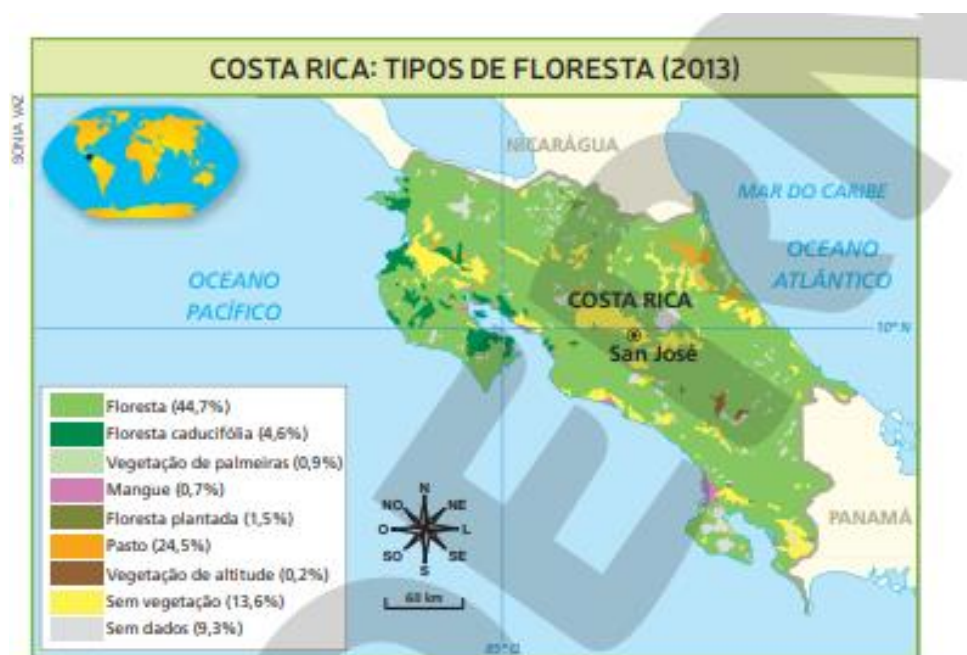 COSTA RICA: TIPOS DE FLORESTA (2013)
SONIA VAZ
NICARÁGUA
MAR DO CARIBE
OCEANO
ATLÂNTICO
OCEANO
PACÍFICO
COSTA RICA
10° N
San José
Floresta (44,7%)
Floresta caducifólia (4,6%)
Vegetação de palmeiras (0,9%)
Mangue (0,7%)
Floresta plantada (1,5%)
Pasto (24,5%)
Vegetação de altitude (0,2%)
Sem vegetação (13,6%)
Sem dados (9,3%)
N
NO
NE
O
L
SO
SE
S
60 km
PANAMÁ